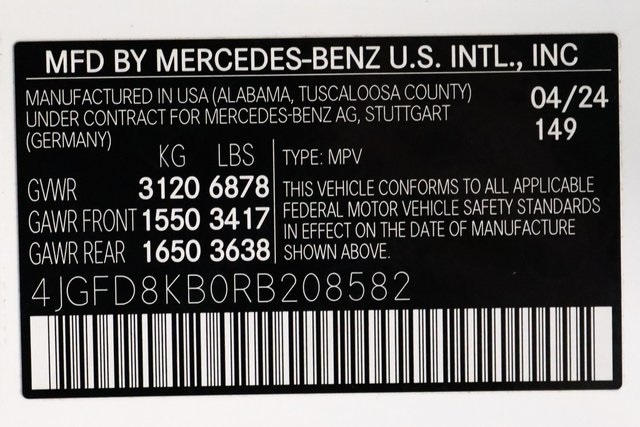 MFD BY MERCEDES-BENZ U.S. INTL., INC
MANUFACTURED IN USA (ALABAMA, TUSCALOOSA COUNTY)
UNDER CONTRACT FOR MERCEDES-BENZ AG, STUTTGART
(GERMANY)
04/24
149
KG LBS
GVWR 3120 6878
GAWR FRONT 1550 3417
GAWR REAR 1650 3638
TYPE: MPV
THIS VEHICLE CONFORMS TO ALL APPLICABLE
FEDERAL MOTOR VEHICLE SAFETY STANDARDS
IN EFFECT ON THE DATE OF MANUFACTURE
SHOWN ABOVE.
4JGFD8KB0RB208582